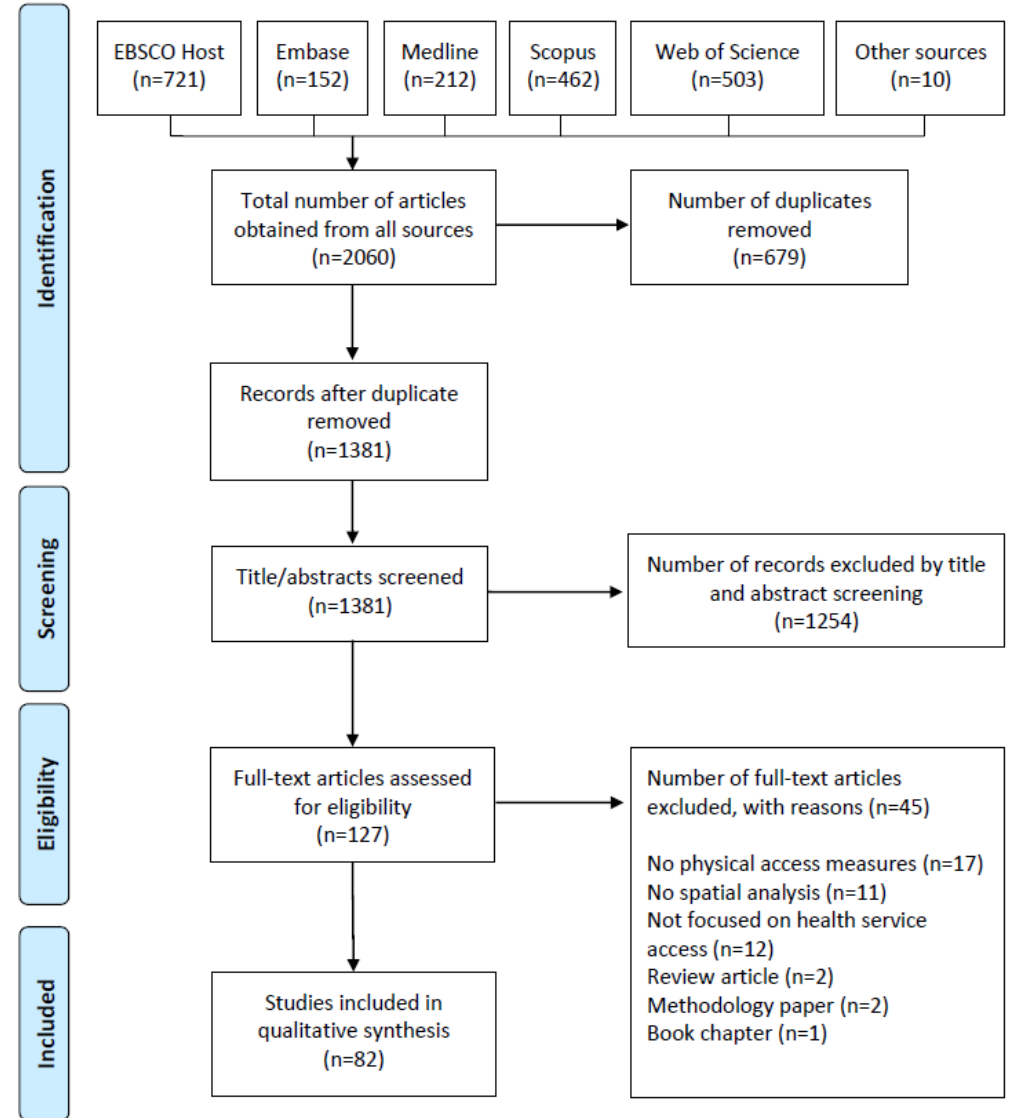 Identification
EBSCO Host
(n=721)
Embase
(n=152)
Medline
(n=212)
Scopus
(n=462)
Web of Science
(n=503)
Other sources
(n=10)
Total number of articles
obtained from all sources
(n=2060)
Number of duplicates
removed
(n=679)
Records after duplicate
removed
(n=1381)
Screening
Title/abstracts screened
(n=1381)
Number of records excluded by title
and abstract screening
(n=1254)
Eligibility
Full-text articles assessed
for eligibility
(n=127)
Number of full-text articles
excluded, with reasons (n=45)
No physical access measures (n=17)
No spatial analysis (n=11)
Not focused on health service
access (n=12)
Review article (n=2)
Methodology paper (n=2)
Book chapter (n=1)
Included
Studies included in
qualitative synthesis
(n=82)